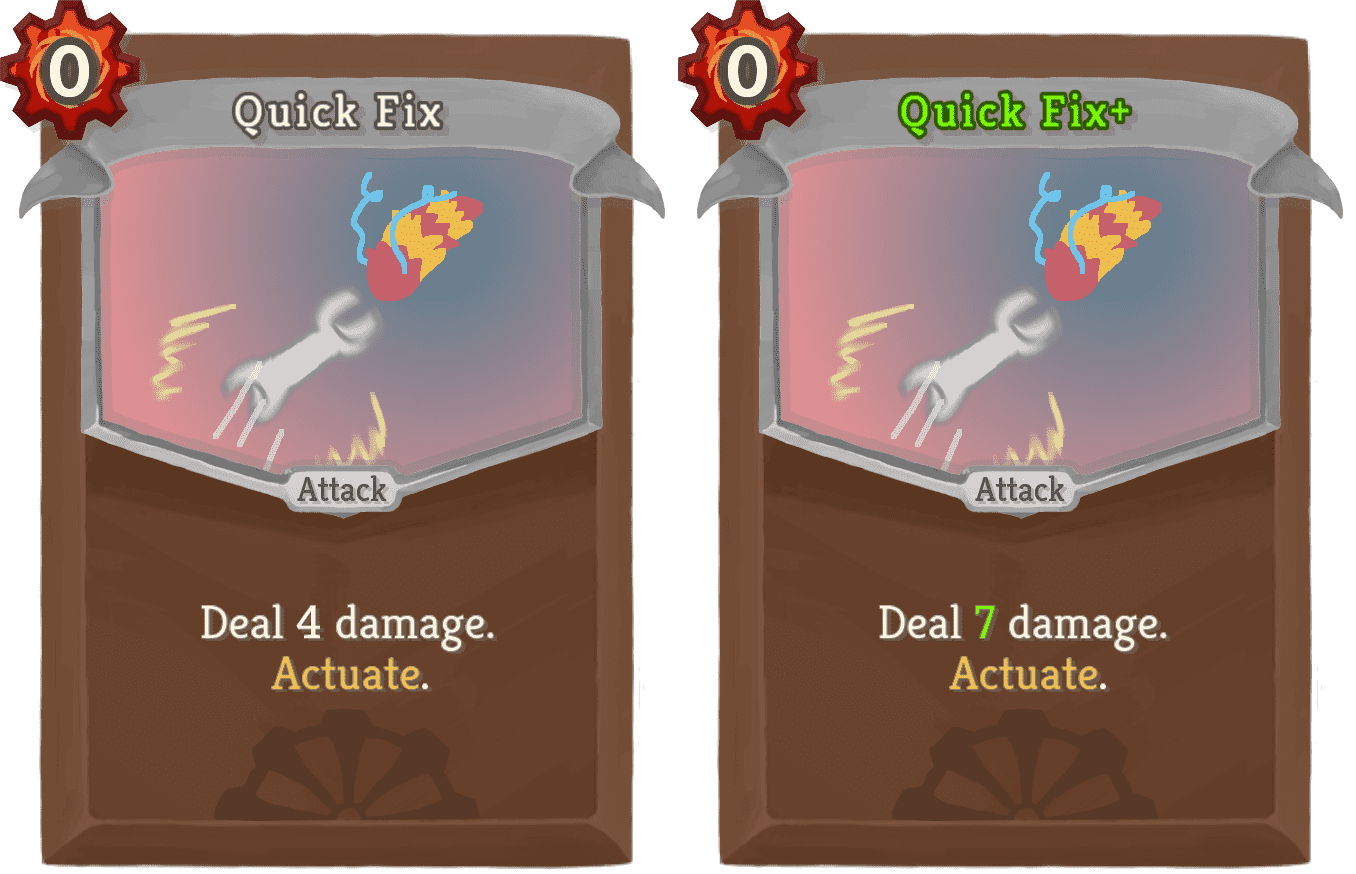 0
Quick Fix
Attack
Deal 4 damage.
Actuate.
0
Quick Fix+
Attack
Deal 7 damage.
Actuate.